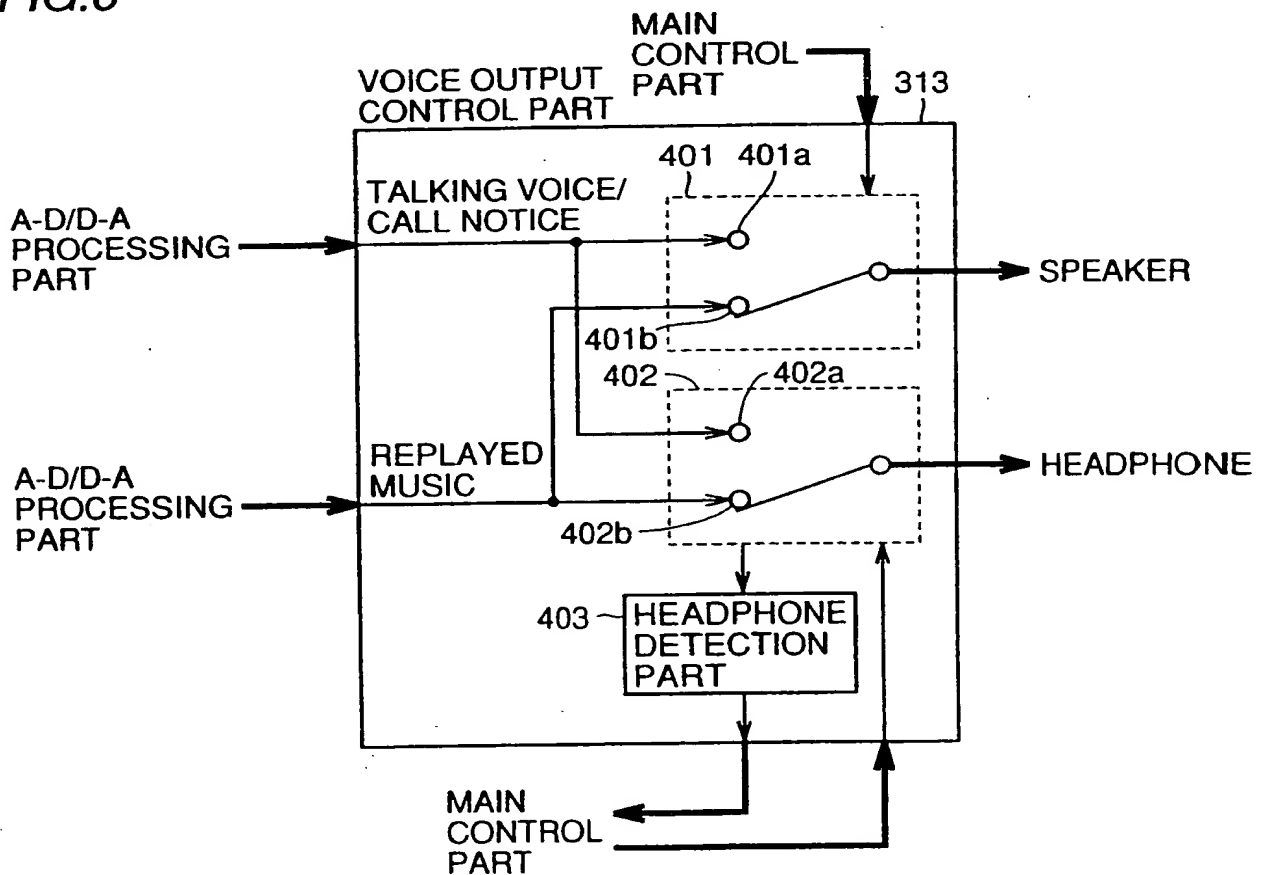 MAIN
CONTROL
PART
VOICE OUTPUT
CONTROL PART
313
401
401a
TALKING VOICE/
CALL NOTICE
A-D/D-A
PROCESSING
PART
SPEAKER
401b
402
402a
REPLAYED
MUSIC
HEADPHONE
A-D/D-A
PROCESSING
PART
402b
403
HEADPHONE
DETECTION
PART
MAIN
CONTROL
PART